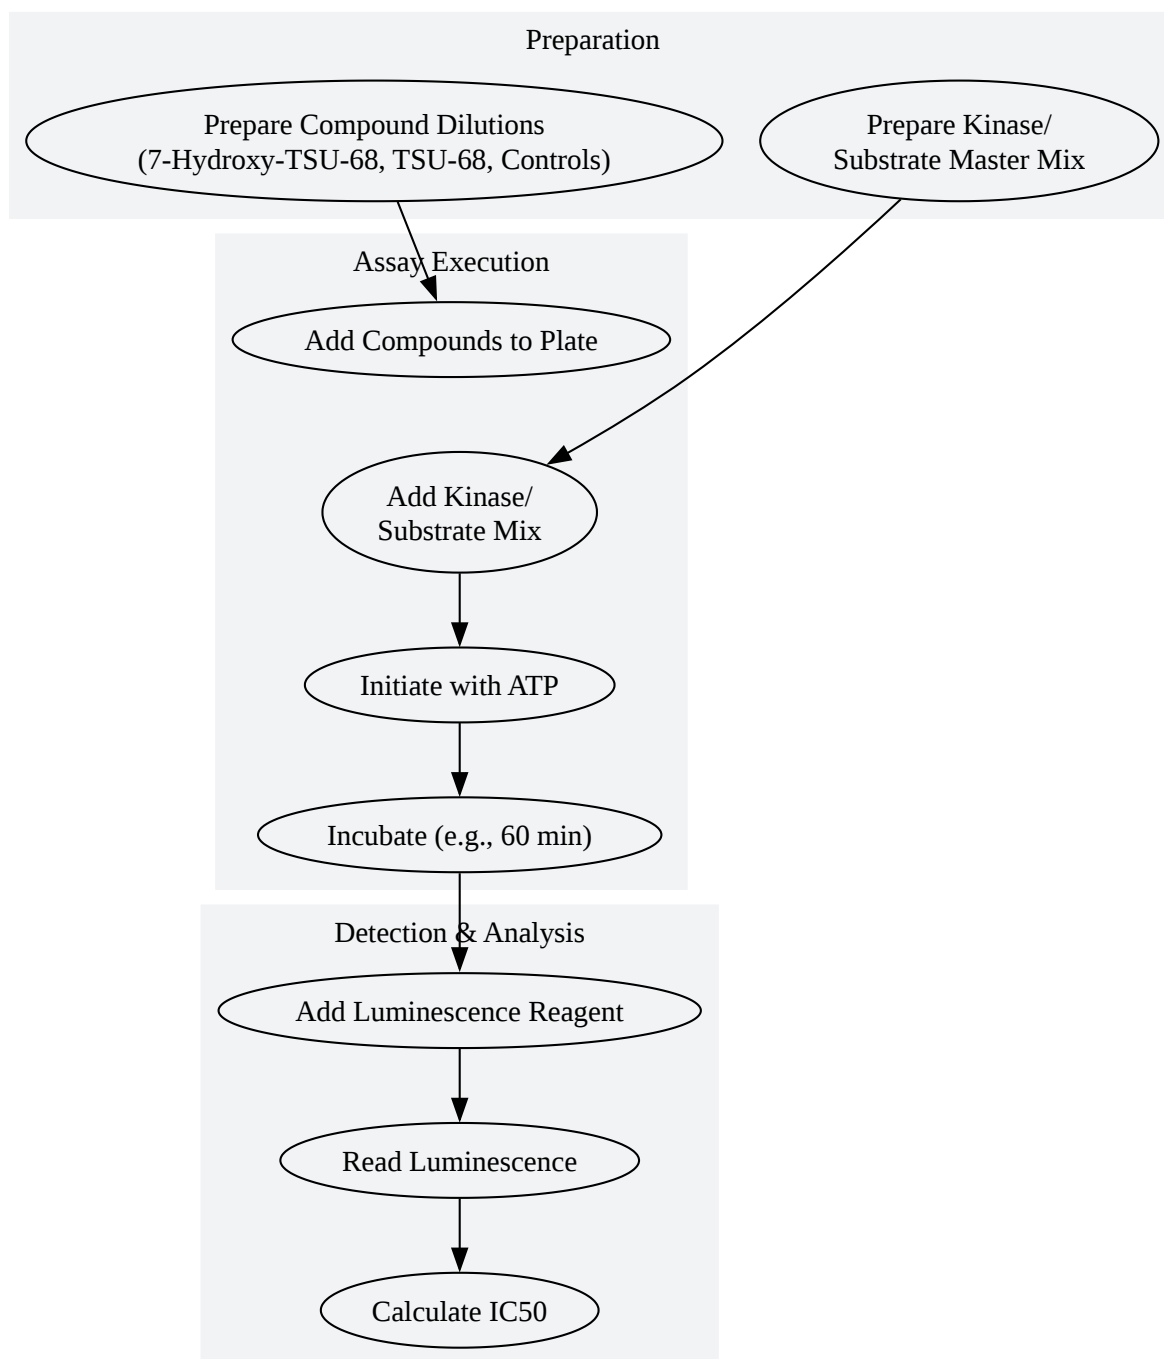 Preparation
Prepare Compound Dilutions
(7-Hydroxy-TSU-68, TSU-68, Controls)
Prepare Kinase/
Substrate Master Mix
Assay Execution
Add Compounds to Plate
Add Kinase/
Substrate Mix
Initiate with ATP
Incubate (e.g., 60 min)
Detection & Analysis
Add Luminescence Reagent
Read Luminescence
Calculate IC50